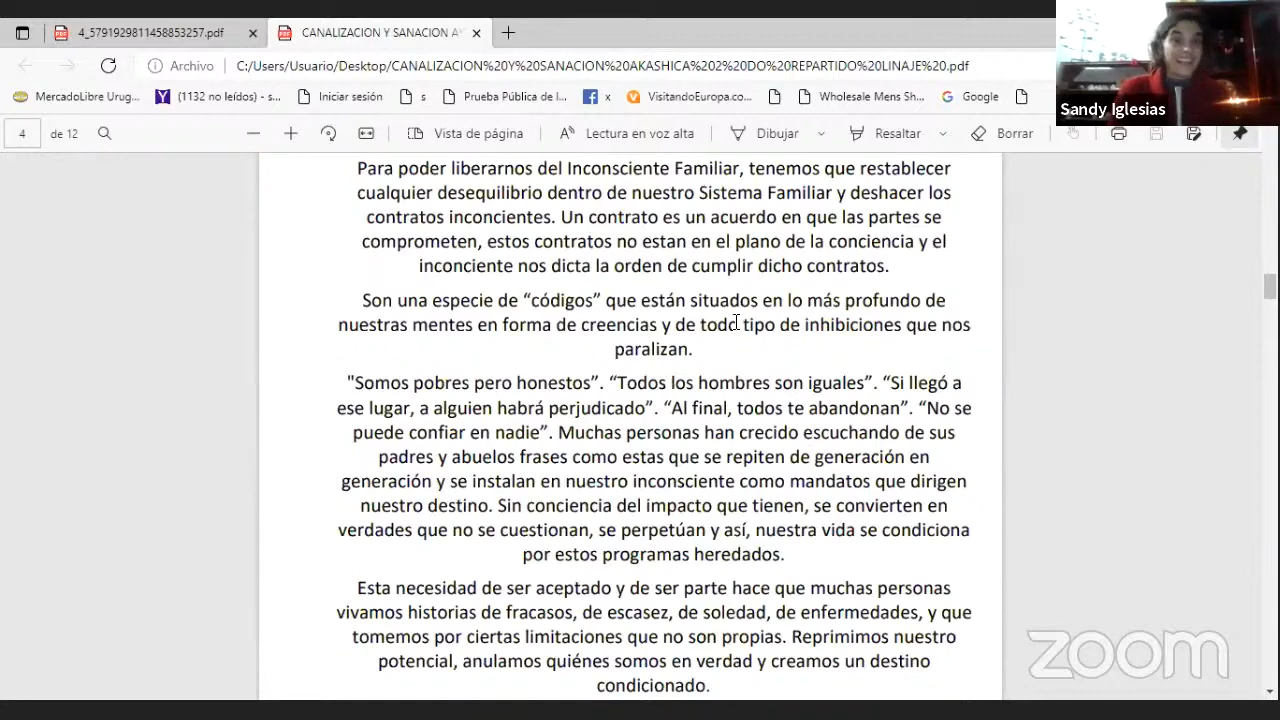 4_5791929811458853257.pdf
CANALIZACION Y SANACION A
Archivo
C:/Users/Usuario/Desktop/CANALIZACION%20Y%20SANACION%20AKASHICA%202%20DO%20REPARTIDO%20LINAJE%20.pdf
MercadoLibre Urug...
(1132 no leídos) - s...
Iniciar sesión
s
Prueba Pública de l...
x
VisitandoEuropa.co...
Wholesale Mens Sh...
Google
Sandy Iglesias
4 de 12
Vista de página
Lectura en voz alta
Dibujar
Resaltar
Borrar
Para poder liberarnos del Inconsciente Familiar, tenemos que restablecer
cualquier desequilibrio dentro de nuestro Sistema Familiar y deshacer los
contratos inconcientes. Un contrato es un acuerdo en que las partes se
comprometen, estos contratos no estan en el plano de la conciencia y el
inconciente nos dicta la orden de cumplir dicho contratos.
Son una especie de “códigos” que están situados en lo más profundo de
nuestras mentes en forma de creencias y de todo tipo de inhibiciones que nos
paralizan.
"Somos pobres pero honestos”. “Todos los hombres son iguales”. “Si llegó a
ese lugar, a alguien habrá perjudicado”. “Al final, todos te abandonan”. “No se
puede confiar en nadie”. Muchas personas han crecido escuchando de sus
padres y abuelos frases como estas que se repiten de generación en
generación y se instalan en nuestro inconsciente como mandatos que dirigen
nuestro destino. Sin conciencia del impacto que tienen, se convierten en
verdades que no se cuestionan, se perpetúan y así, nuestra vida se condiciona
por estos programas heredados.
Esta necesidad de ser aceptado y de ser parte hace que muchas personas
vivamos historias de fracasos, de escasez, de soledad, de enfermedades, y que
tomemos por ciertas limitaciones que no son propias. Reprimimos nuestro
potencial, anulamos quiénes somos en verdad y creamos un destino
condicionado.
zoom